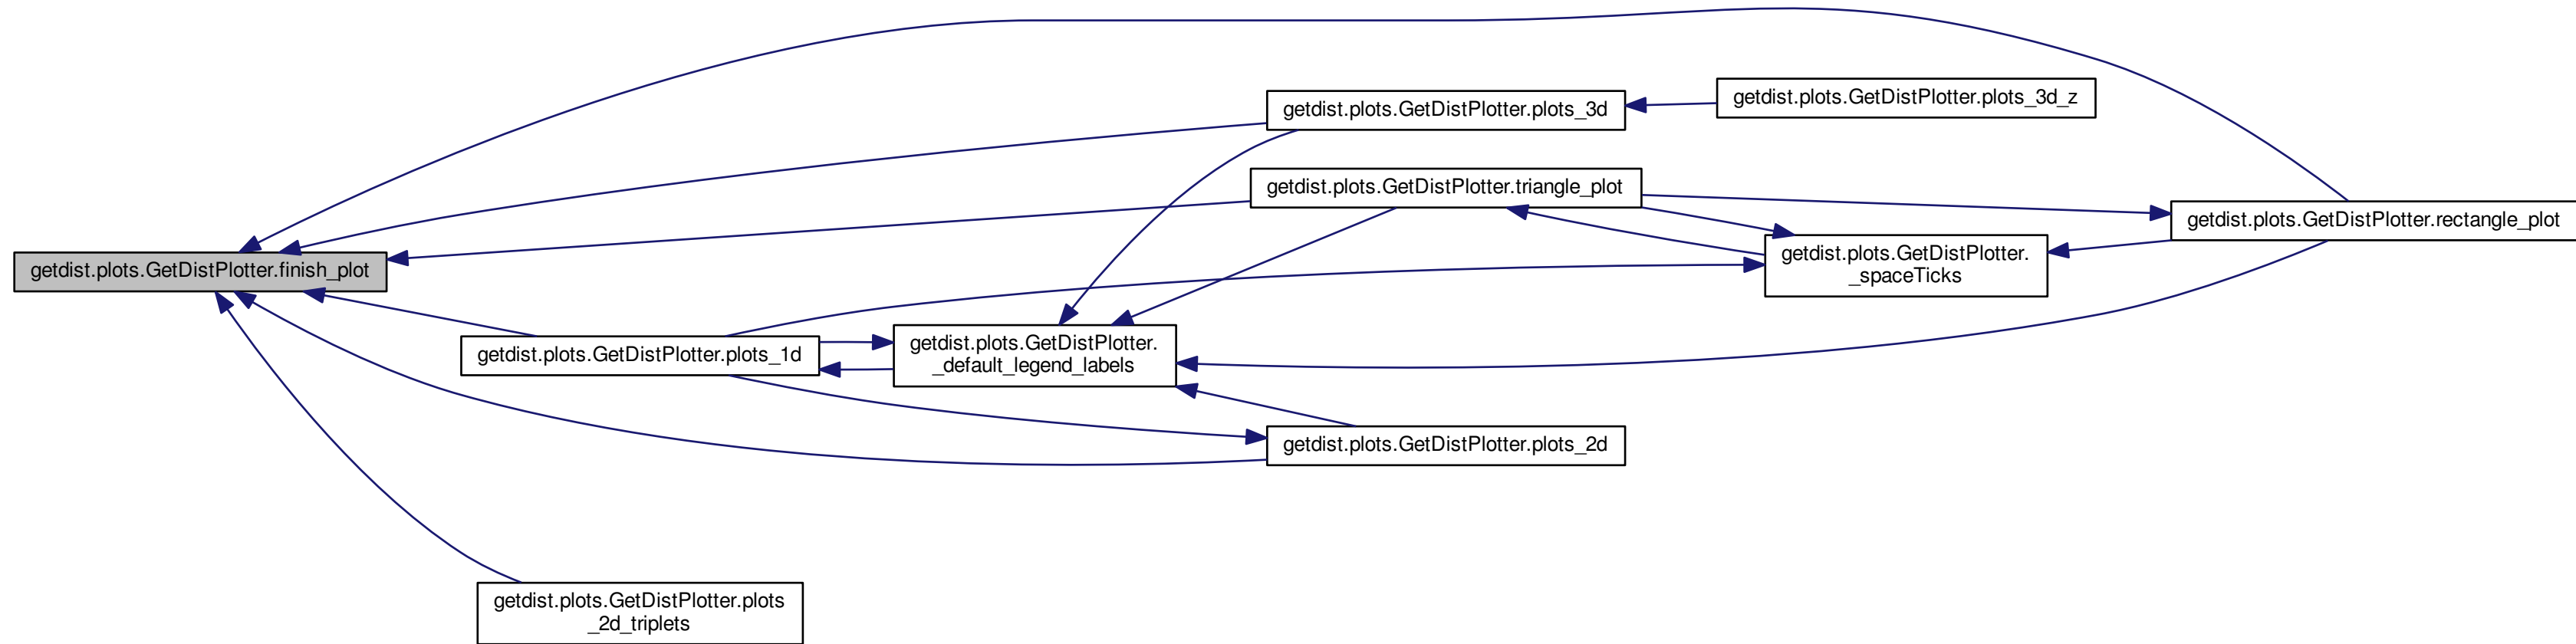 getdist.plots.GetDistPlotter.plots_3d_z
getdist.plots.GetDistPlotter.plots_3d
getdist.plots.GetDistPlotter.triangle_plot
getdist.plots.GetDistPlotter.rectangle_plot
getdist.plots.GetDistPlotter.
_spaceTicks
getdist.plots.GetDistPlotter.finish_plot
getdist.plots.GetDistPlotter.plots_1d
getdist.plots.GetDistPlotter.
_default_legend_labels
getdist.plots.GetDistPlotter.plots_2d
getdist.plots.GetDistPlotter.plots
_2d_triplets